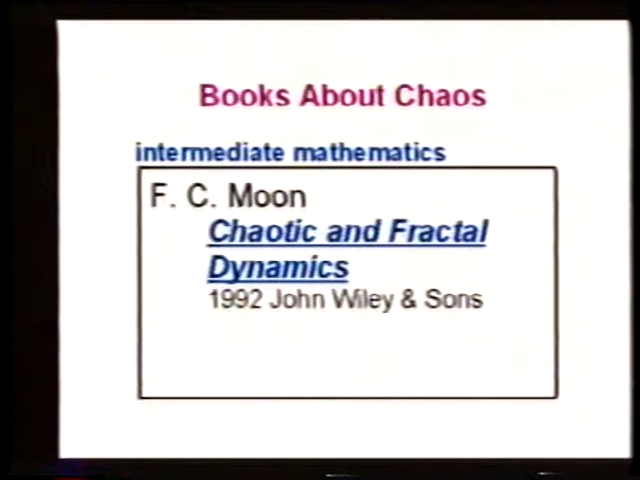 Books About Chaos
intermediate mathematics
F. C. Moon
Chaotic and Fractal
Dynamics
1992 John Wiley & Sons